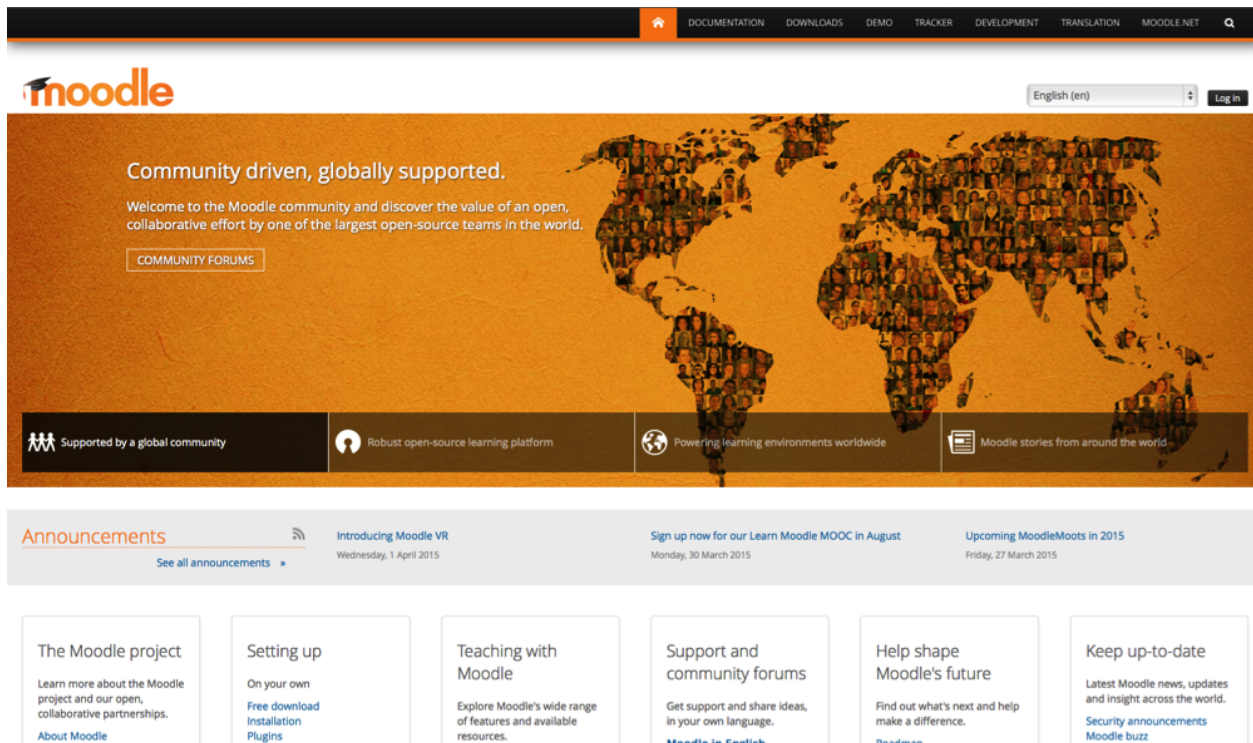 DOCUMENTATION DOWNLOADS DEMO TRACKER DEVELOPMENT TRANSLATION MOODLE.NET
moodle
English (en) Log in
Community driven, globally supported.
Welcome to the Moodle community and discover the value of an open,
collaborative effort by one of the largest open-source teams in the world.
COMMUNITY FORUMS
Supported by a global community
Robust open-source learning platform
Powering learning environments worldwide
Moodle stories from around the world
Announcements
See all announcements »
Introducing Moodle VR
Wednesday, 1 April 2015
Sign up now for our Learn Moodle MOOC in August
Monday, 30 March 2015
Upcoming MoodleMoots in 2015
Friday, 27 March 2015
The Moodle project
Learn more about the Moodle
project and our open,
collaborative partnerships.
About Moodle
Setting up
On your own
Free download
Installation
Plugins
Teaching with
Moodle
Explore Moodle's wide range
of features and available
resources.
Support and
community forums
Get support and share ideas,
in your own language.
Moodle in English
Help shape
Moodle's future
Find out what's next and help
make a difference.
Roadmap
Keep up-to-date
Latest Moodle news, updates
and insight across the world.
Security announcements
Moodle buzz